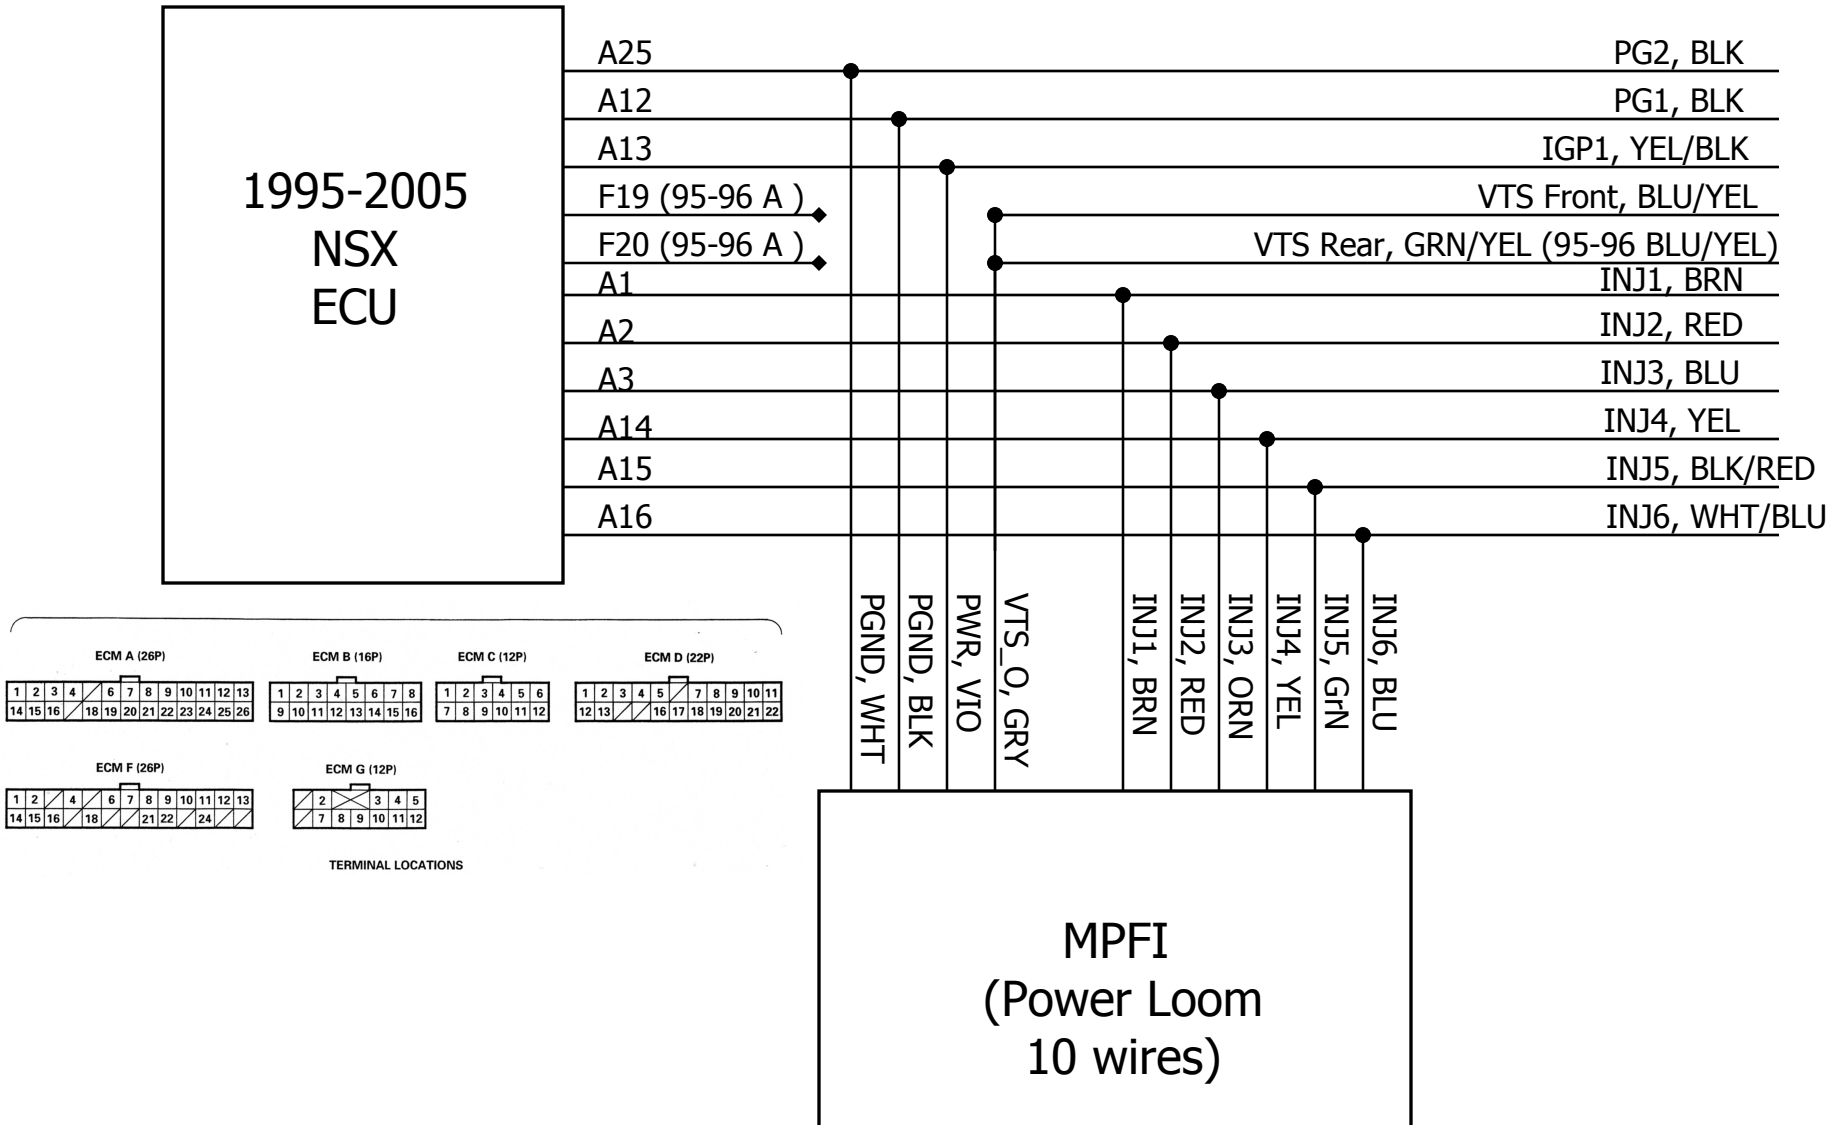 A25 PG2, BLK
A12 PG1, BLK
A13 IGP1, YEL/BLK
F19 (95-96 A ) VTS Front, BLU/YEL
F20 (95-96 A ) VTS Rear, GRN/YEL (95-96 BLU/YEL)
A1 INJ1, BRN
A2 INJ2, RED
A3 INJ3, BLU
A14 INJ4, YEL
A15 INJ5, BLK/RED
A16 INJ6, WHT/BLU
1995-2005
NSX
ECU
PGND, WHT
PGND, BLK
PWR, VIO
VTS_O, GRY
INJ1, BRN
INJ2, RED
INJ3, ORN
INJ4, YEL
INJ5, GrN
INJ6, BLU
ECM A (26P)
1 2 3 4 6 7 8 9 10 11 12 13
14 15 16 18 19 20 21 22 23 24 25 26
ECM B (16P)
1 2 3 4 5 6 7 8
9 10 11 12 13 14 15 16
ECM C (12P)
1 2 3 4 5 6
7 8 9 10 11 12
ECM D (22P)
1 2 3 4 5 7 8 9 10 11
12 13 16 17 18 19 20 21 22
ECM F (26P)
1 2 4 6 7 8 9 10 11 12 13
14 15 16 18 21 22 24
ECM G (12P)
2 3 4 5
7 8 9 10 11 12
TERMINAL LOCATIONS
MPFI
(Power Loom
10 wires)